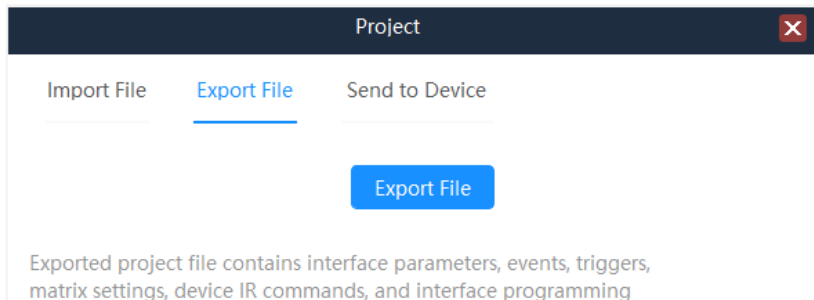 Project
Import File
Export File
Send to Device
Export File
Exported project file contains interface parameters, events, triggers,
matrix settings, device IR commands, and interface programming